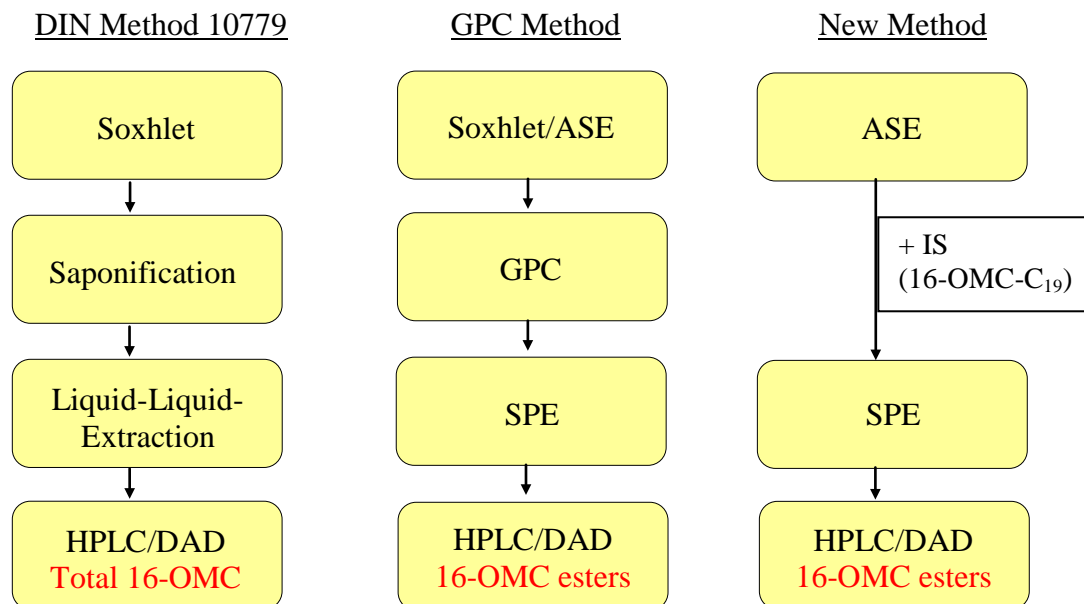 DIN Method 10779
Soxhlet
Saponification
Liquid-Liquid-
Extraction
HPLC/DAD
Total 16-OMC
GPC Method
Soxhlet/ASE
GPC
SPE
HPLC/DAD
16-OMC esters
New Method
ASE
+ IS
(16-OMC-C₁₉)
SPE
HPLC/DAD
16-OMC esters